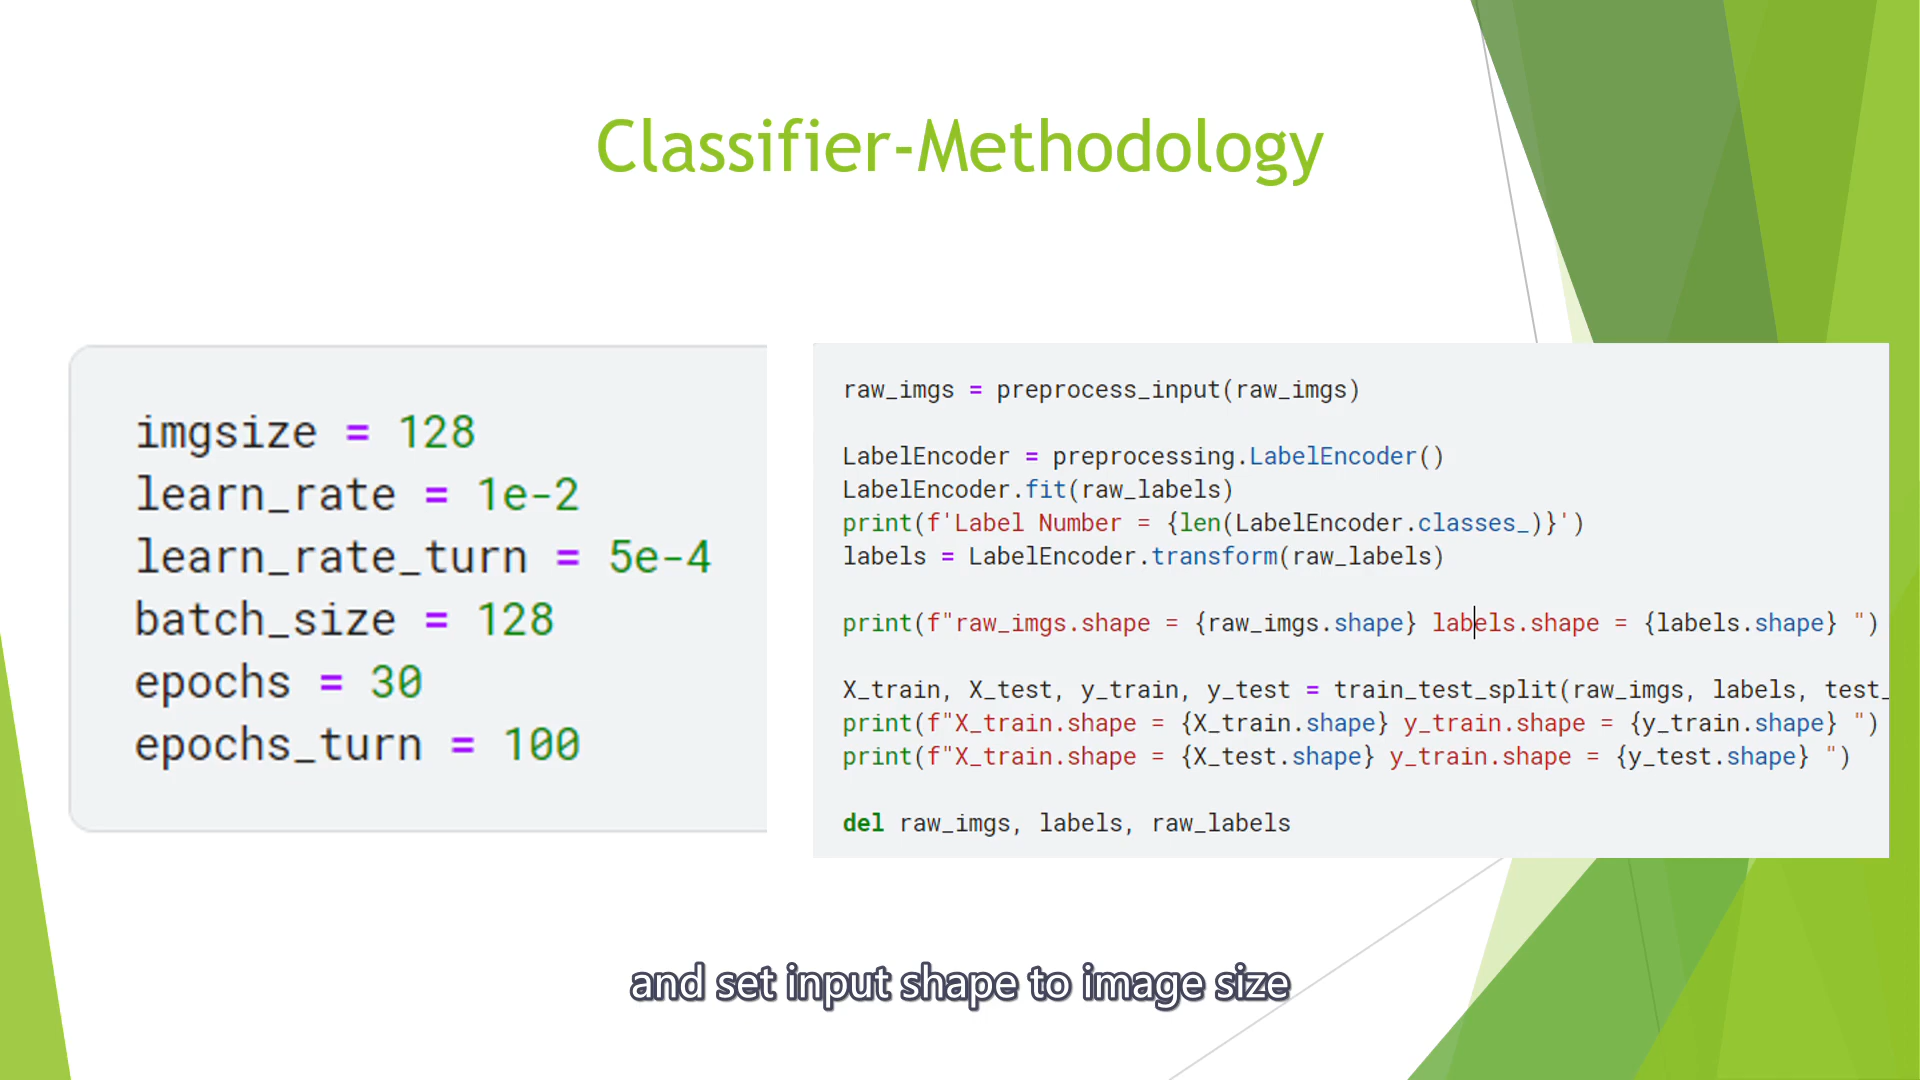 Classifier-Methodology
imgsize = 128
learn_rate = 1e-2
learn_rate_turn = 5e-4
batch_size = 128
epochs = 30
epochs_turn = 100
raw_imgs = preprocess_input(raw_imgs)
LabelEncoder = preprocessing.LabelEncoder()
LabelEncoder.fit(raw_labels)
print(f'Label Number = {len(LabelEncoder.classes_)}')
labels = LabelEncoder.transform(raw_labels)
print(f"raw_imgs.shape = {raw_imgs.shape} labels.shape = {labels.shape} ")
X_train, X_test, y_train, y_test = train_test_split(raw_imgs, labels, test_
print(f"X_train.shape = {X_train.shape} y_train.shape = {y_train.shape} ")
print(f"X_train.shape = {X_test.shape} y_train.shape = {y_test.shape} ")
del raw_imgs, labels, raw_labels
and set input shape to image size